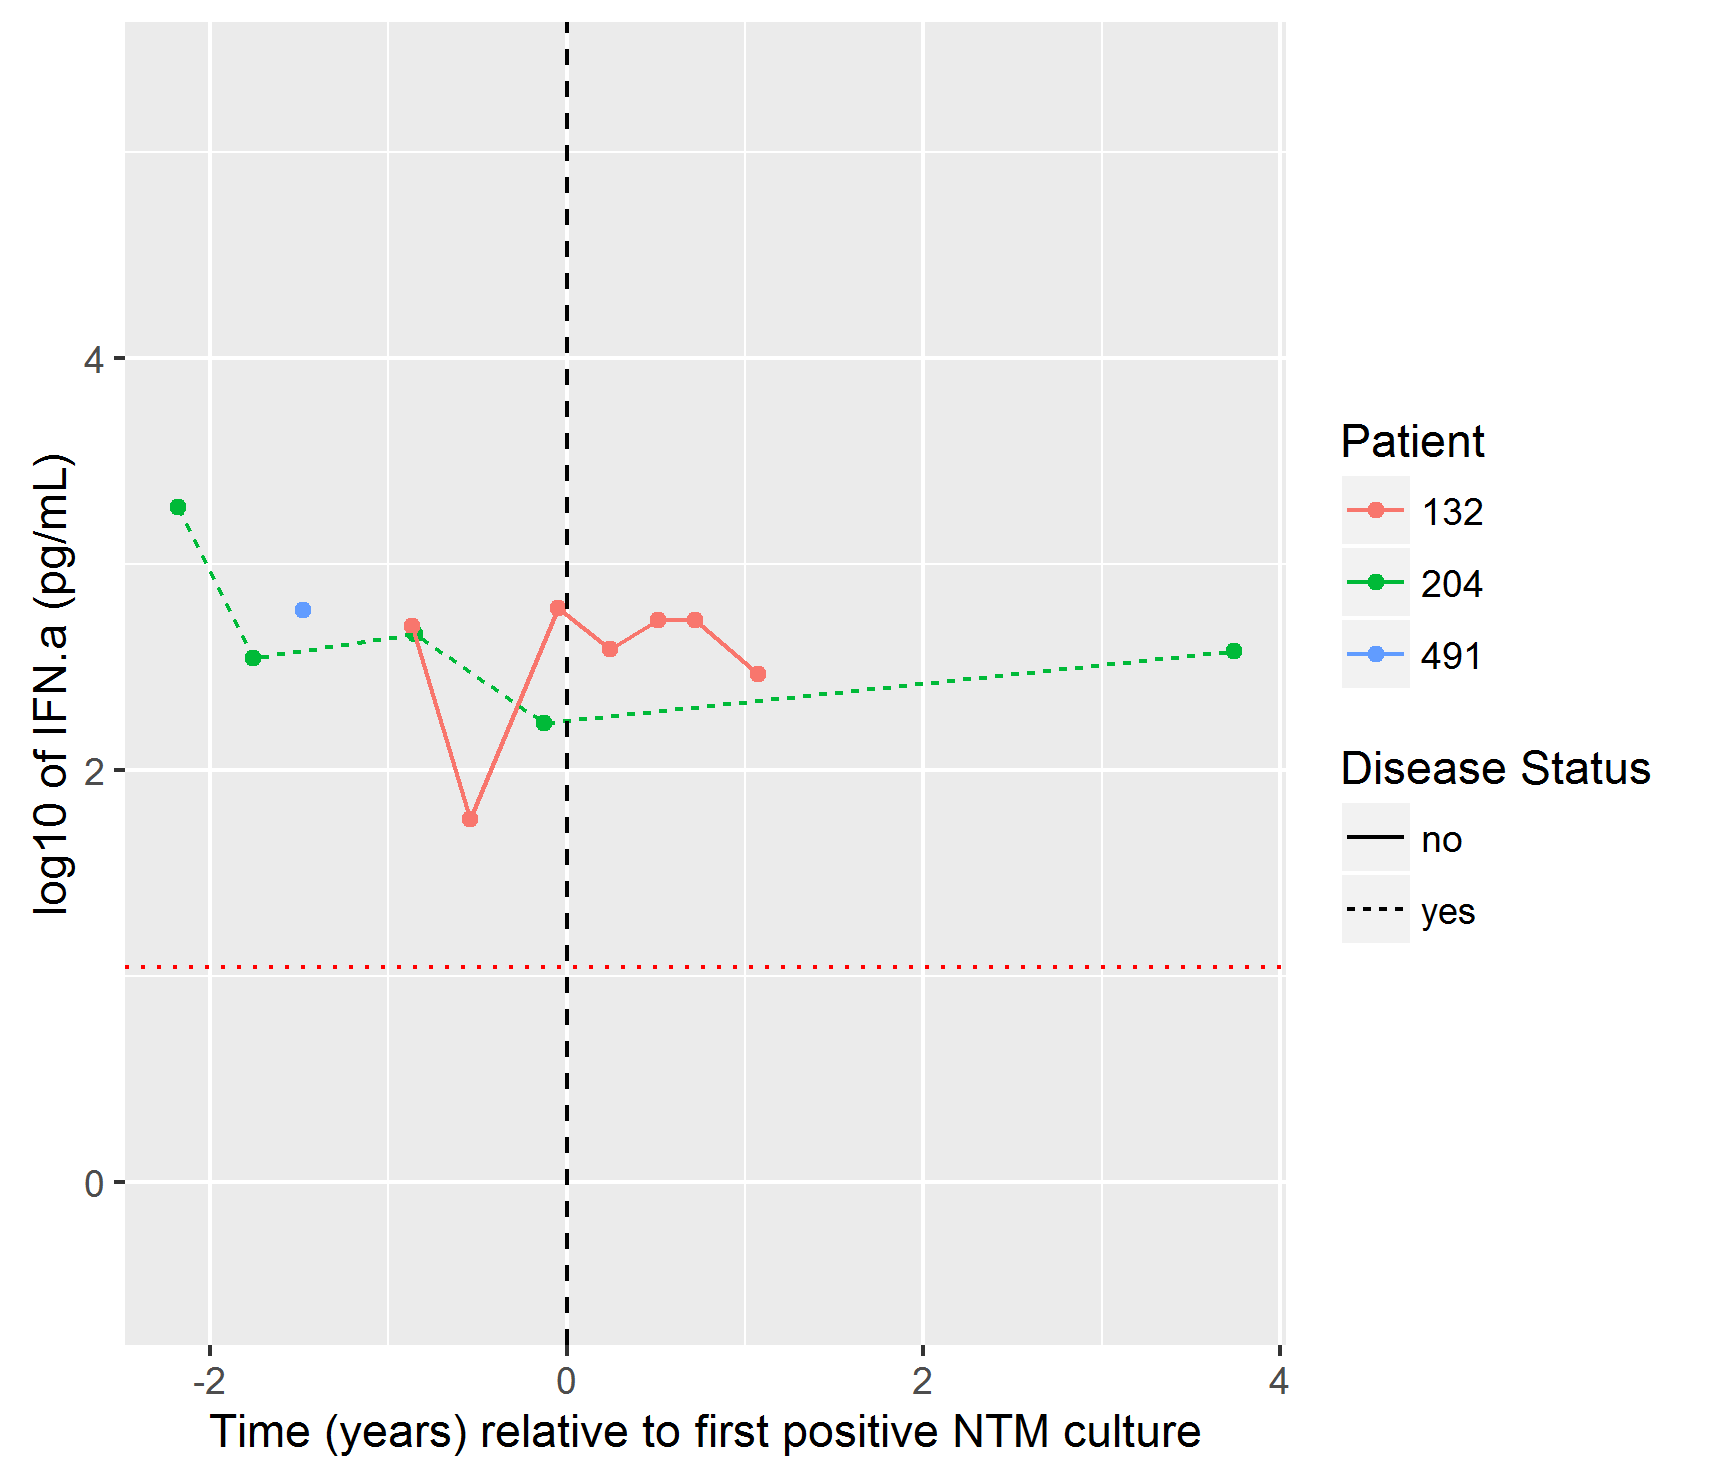 log10 of IFN.a (pg/mL)
4
2
0
-2
0
2
4
Time (years) relative to first positive NTM culture
Patient
132
204
491
Disease Status
no
yes